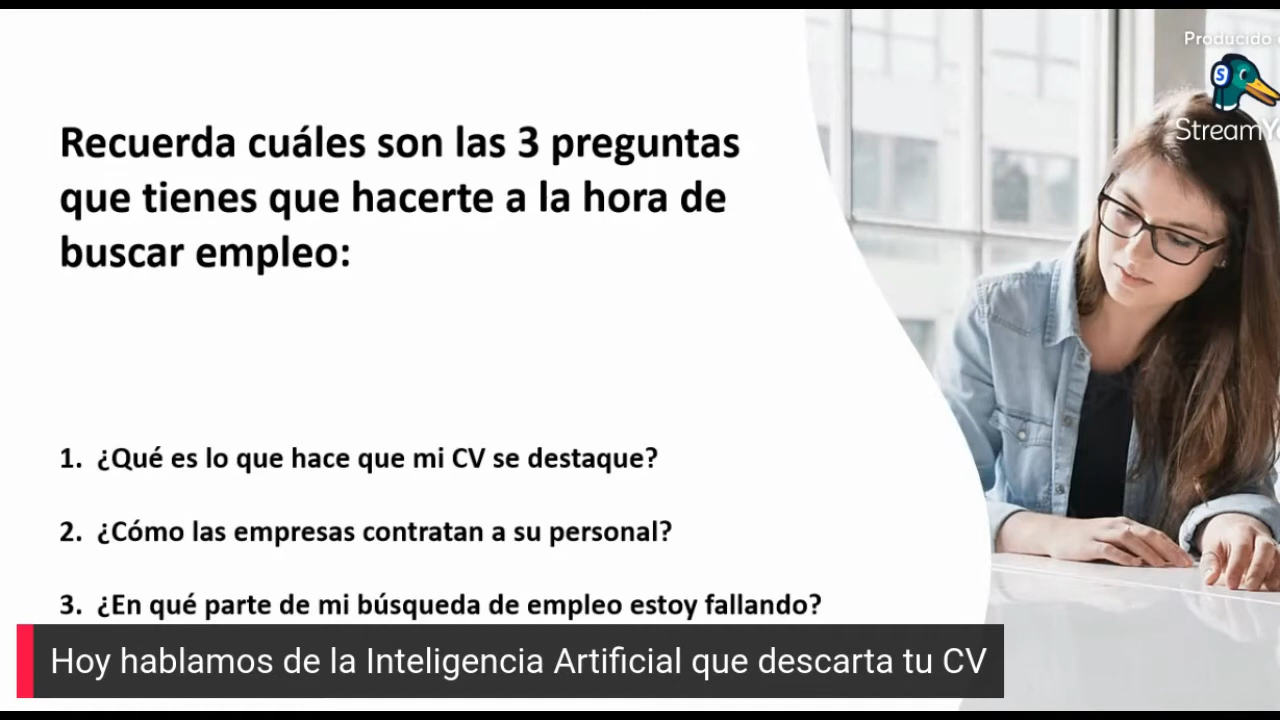 Producido
StreamY
Recuerda cuáles son las 3 preguntas
que tienes que hacerte a la hora de
buscar empleo:
1. ¿Qué es lo que hace que mi CV se destaque?
2. ¿Cómo las empresas contratan a su personal?
3. ¿En qué parte de mi búsqueda de empleo estoy fallando?
Hoy hablamos de la Inteligencia Artificial que descarta tu CV